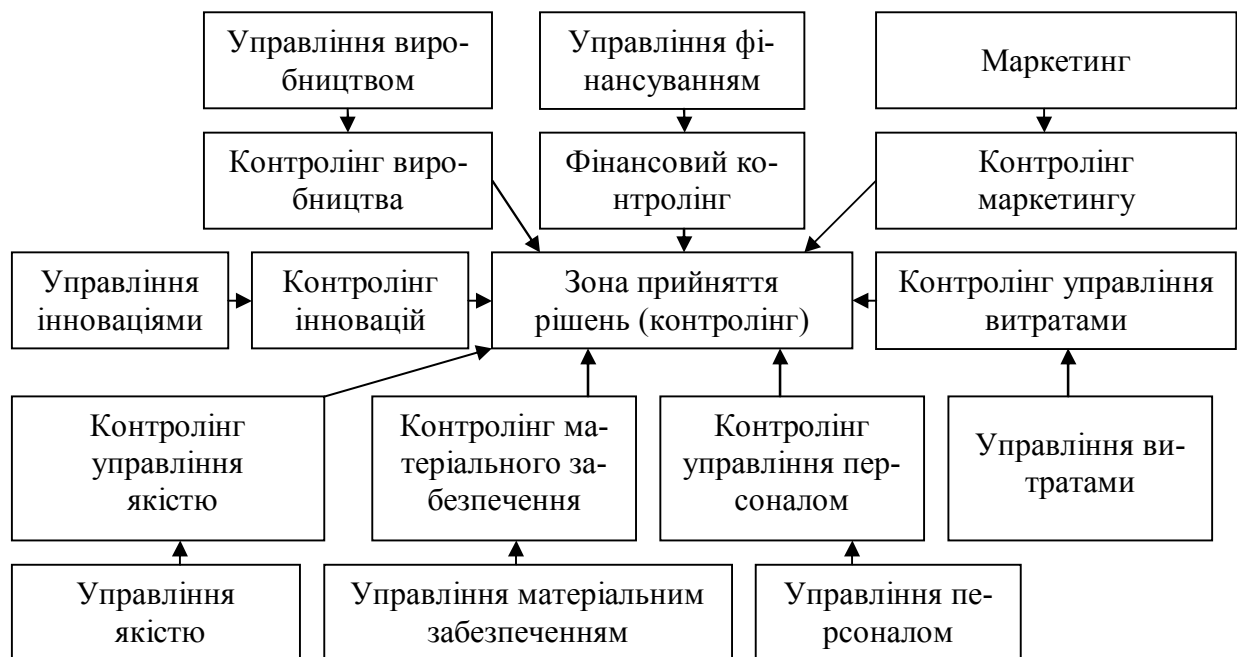 Управління виро-
бництвом
Управління фі-
нансуванням
Маркетинг
Контролінг виро-
бництва
Фінансовий ко-
нтролінг
Контролінг
маркетингу
Управління
інноваціями
Контролінг
інновацій
Зона прийняття
рішень (контролінг)
Контролінг управління
витратами
Контролінг
управління
якістю
Контролінг ма-
теріального за-
безпечення
Контролінг
управління пер-
соналом
Управління ви-
тратами
Управління
якістю
Управління матеріальним
забезпеченням
Управління пе-
рсоналом